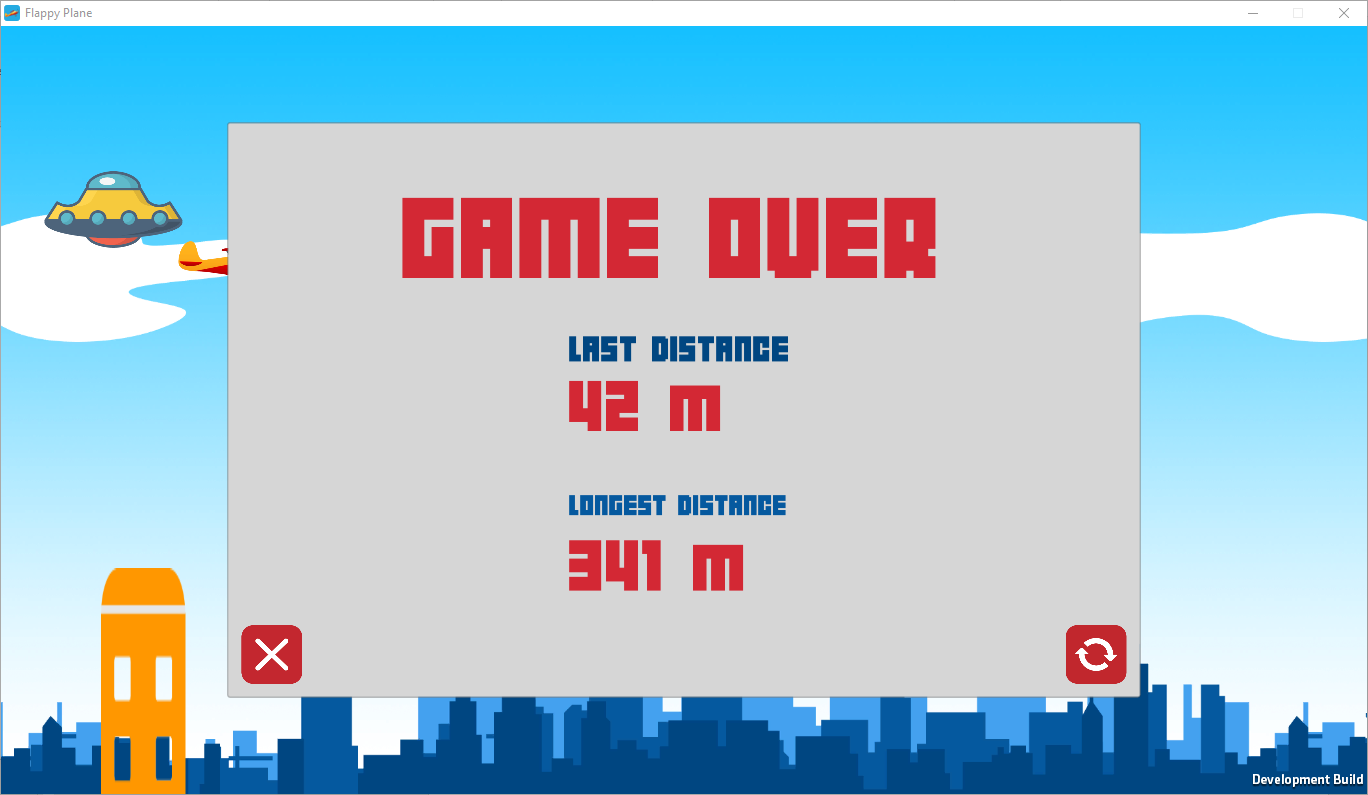 Flappy Plane
GAME OVER
LAST DISTANCE
42 m
LONGEST DISTANCE
341 m
Development Build